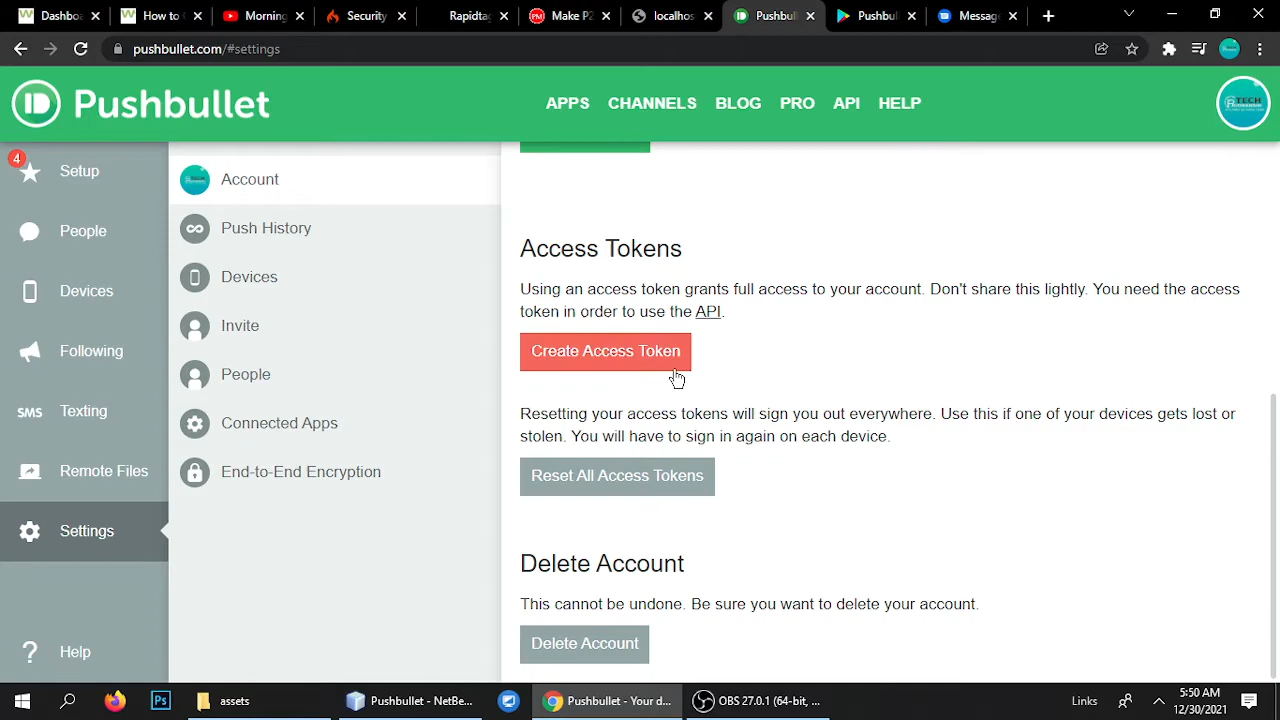 Dashboa
How to
Morning
Security
Rapidtag
PM
Make P2
localhos
Pushbul
Pushbull
Message
pushbullet.com/#settings
Pushbullet
APPS CHANNELS BLOG PRO API HELP
4
Setup
People
Devices
Following
SMS Texting
Remote Files
Settings
? Help
Account
Push History
Devices
Invite
People
Connected Apps
End-to-End Encryption
Access Tokens
Using an access token grants full access to your account. Don't share this lightly. You need the access
token in order to use the API.
Create Access Token
Resetting your access tokens will sign you out everywhere. Use this if one of your devices gets lost or
stolen. You will have to sign in again on each device.
Reset All Access Tokens
Delete Account
This cannot be undone. Be sure you want to delete your account.
Delete Account
Ps
assets
Pushbullet - NetBe...
Pushbullet - Your d...
OBS 27.0.1 (64-bit, ...
Links
5:50 AM
12/30/2021